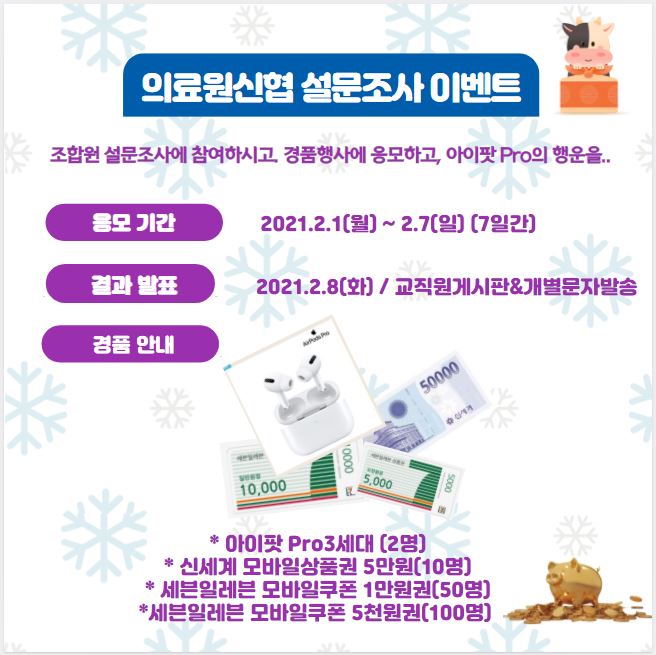 의료원신협 설문조사 이벤트
조합원 설문조사에 참여하시고. 경품행사에 응모하고, 아이팟 Pro의 행운을..
응모 기간
2021.2.1(월) ~ 2.7(일) (7일간)
결과 발표
2021.2.8(화) / 교직원게시판&개별문자발송
경품 안내
AirPods Pro
50000
신세계
10,000
10000
5,000
5000
* 아이팟 Pro3세대 (2명)
* 신세계 모바일상품권 5만원(10명)
* 세븐일레븐 모바일쿠폰 1만원권(50명)
*세븐일레븐 모바일쿠폰 5천원권(100명)